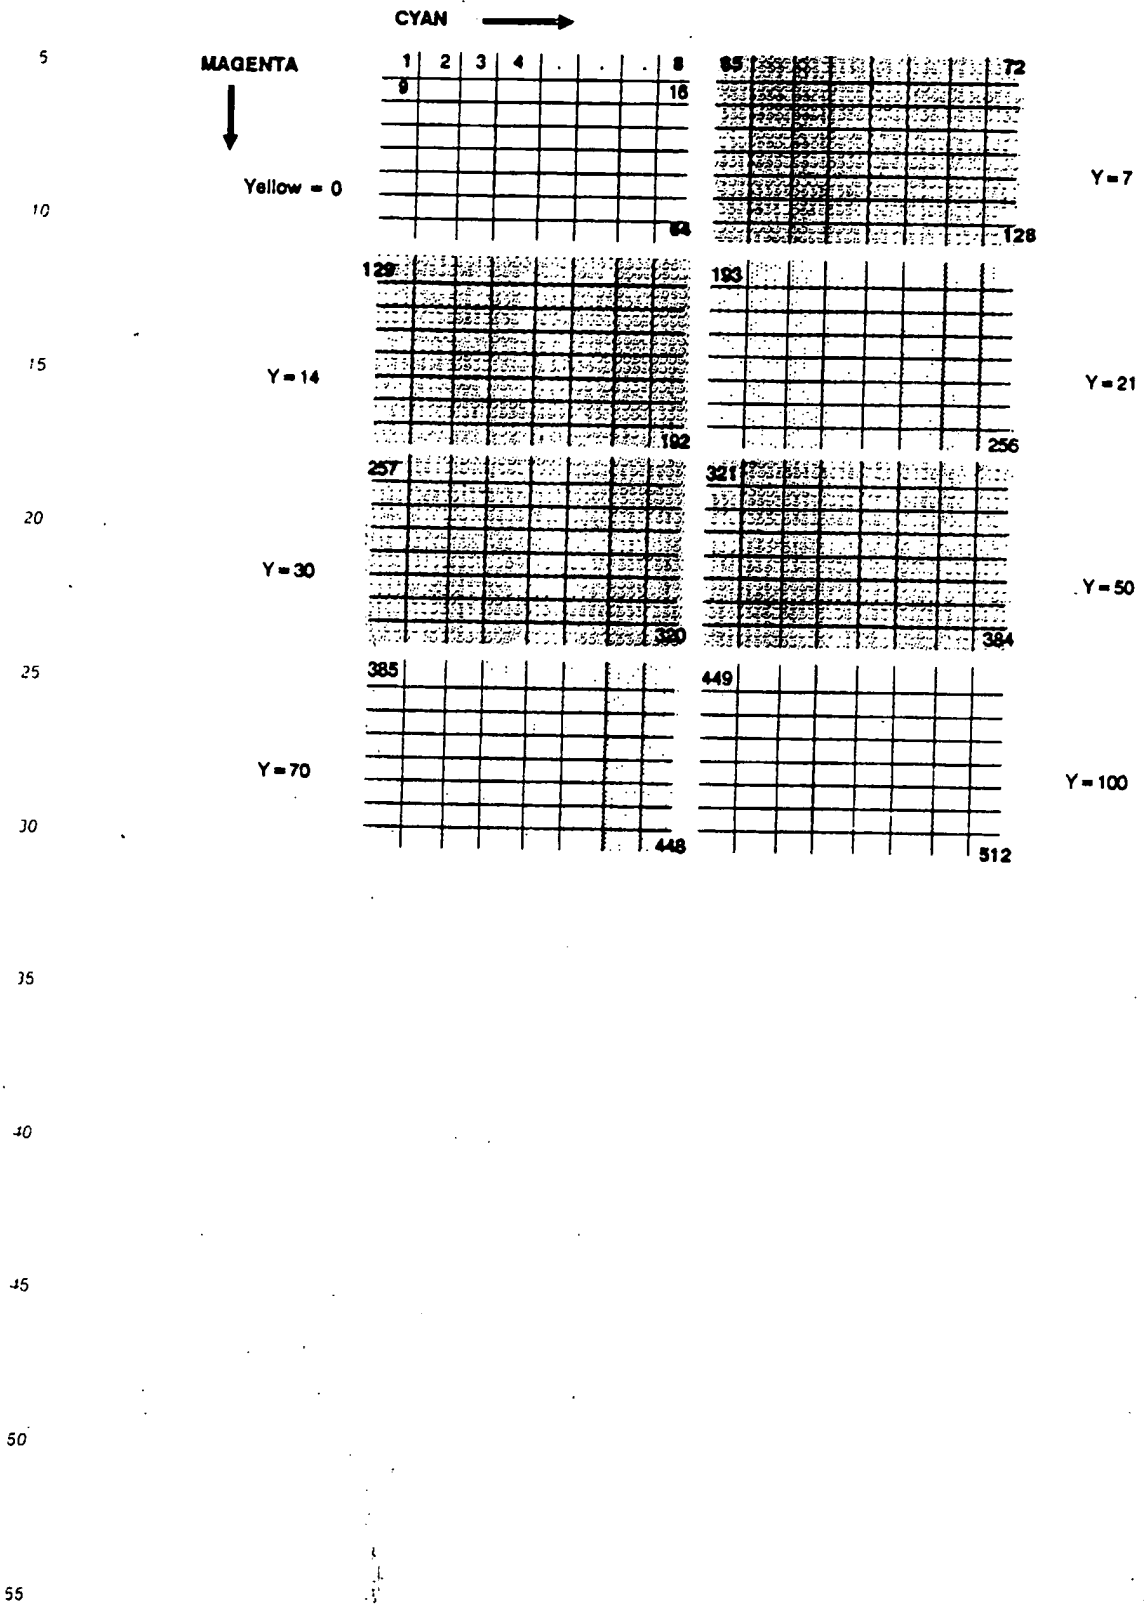 CYAN
5
MAGENTA
1 2 3 4 . . . 8
9 16
64
Yellow = 0
65 72
128
Y = 7
10
129
192
Y = 14
193
256
Y = 21
15
257
320
Y = 30
321
384
Y = 50
20
25
385
448
Y = 70
449
512
Y = 100
30
35
40
45
50
55